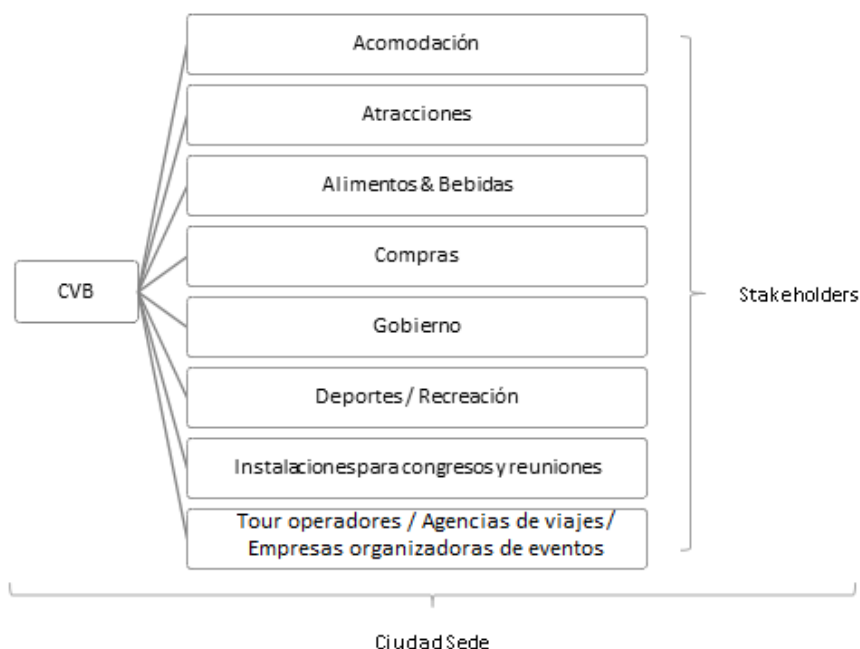 Acomodación
Atracciones
Alimentos & Bebidas
Compras
CVB
Stakeholders
Gobierno
Deportes / Recreación
Instalaciones para congresos y reuniones
Tour operadores / Agencias de viajes/
Empresas organizadoras de eventos
Ciudad Sede